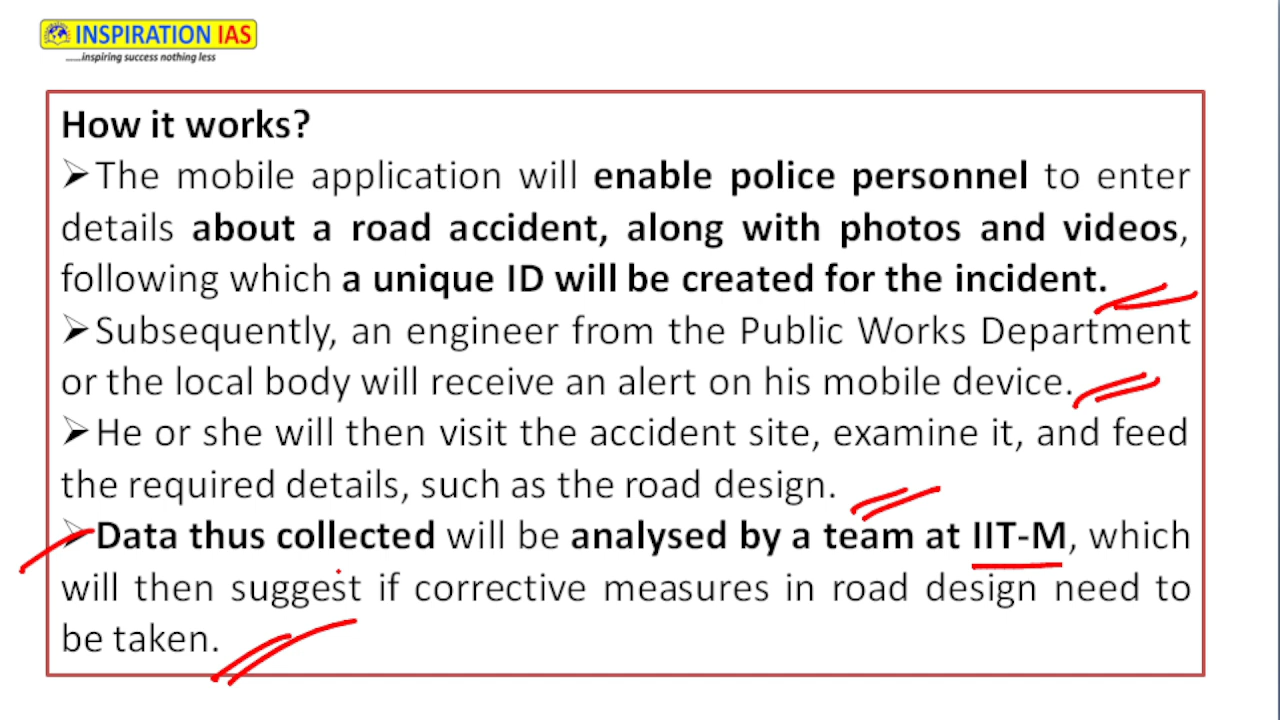 INSPIRATION IAS
......inspiring success nothing less
How it works?
➢The mobile application will enable police personnel to enter
details about a road accident, along with photos and videos,
following which a unique ID will be created for the incident.
➢Subsequently, an engineer from the Public Works Department
or the local body will receive an alert on his mobile device.
➢He or she will then visit the accident site, examine it, and feed
the required details, such as the road design.
➢Data thus collected will be analysed by a team at IIT-M, which
will then suggest if corrective measures in road design need to
be taken.